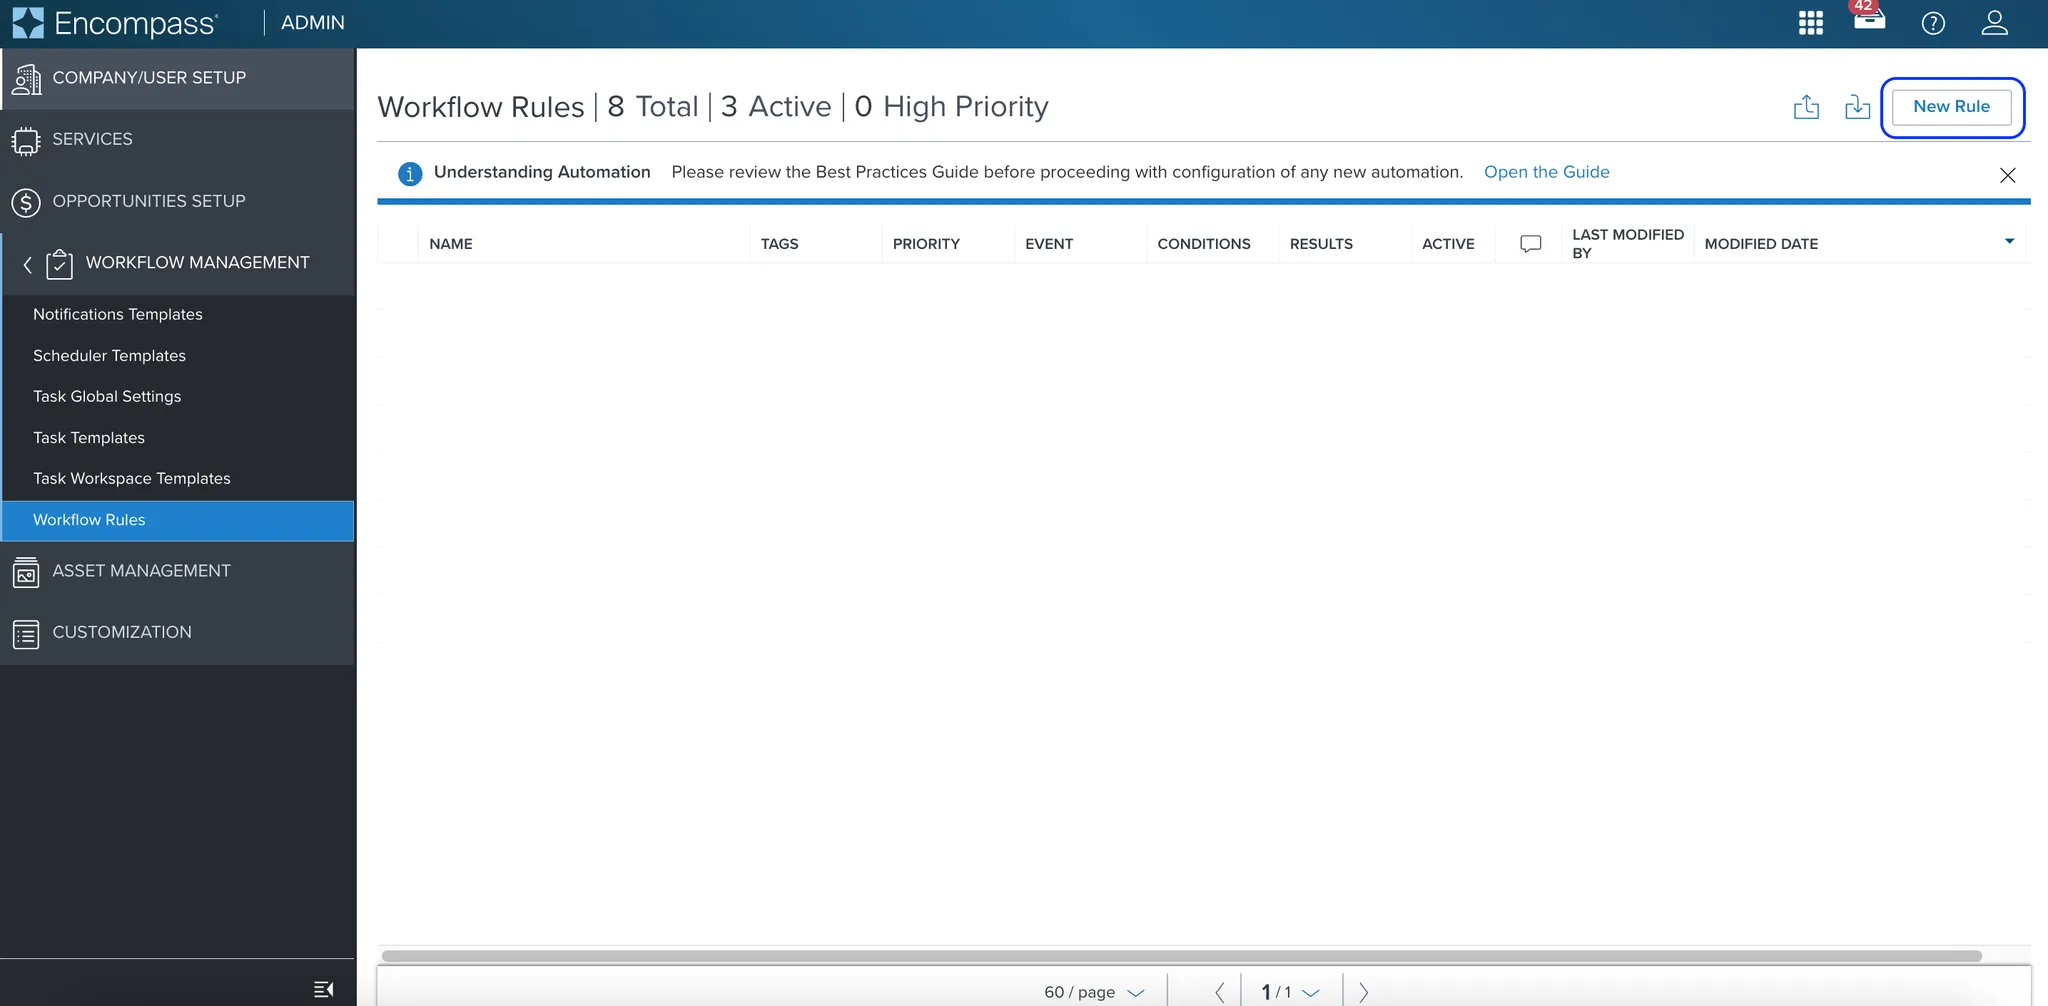 Encompass® | ADMIN
42
COMPANY/USER SETUP
SERVICES
OPPORTUNITIES SETUP
WORKFLOW MANAGEMENT
Notifications Templates
Scheduler Templates
Task Global Settings
Task Templates
Task Workspace Templates
Workflow Rules
ASSET MANAGEMENT
CUSTOMIZATION
Workflow Rules | 8 Total | 3 Active | 0 High Priority
New Rule
Understanding Automation Please review the Best Practices Guide before proceeding with configuration of any new automation. Open the Guide
NAME TAGS PRIORITY EVENT CONDITIONS RESULTS ACTIVE LAST MODIFIED BY MODIFIED DATE
60 / page 1 / 1